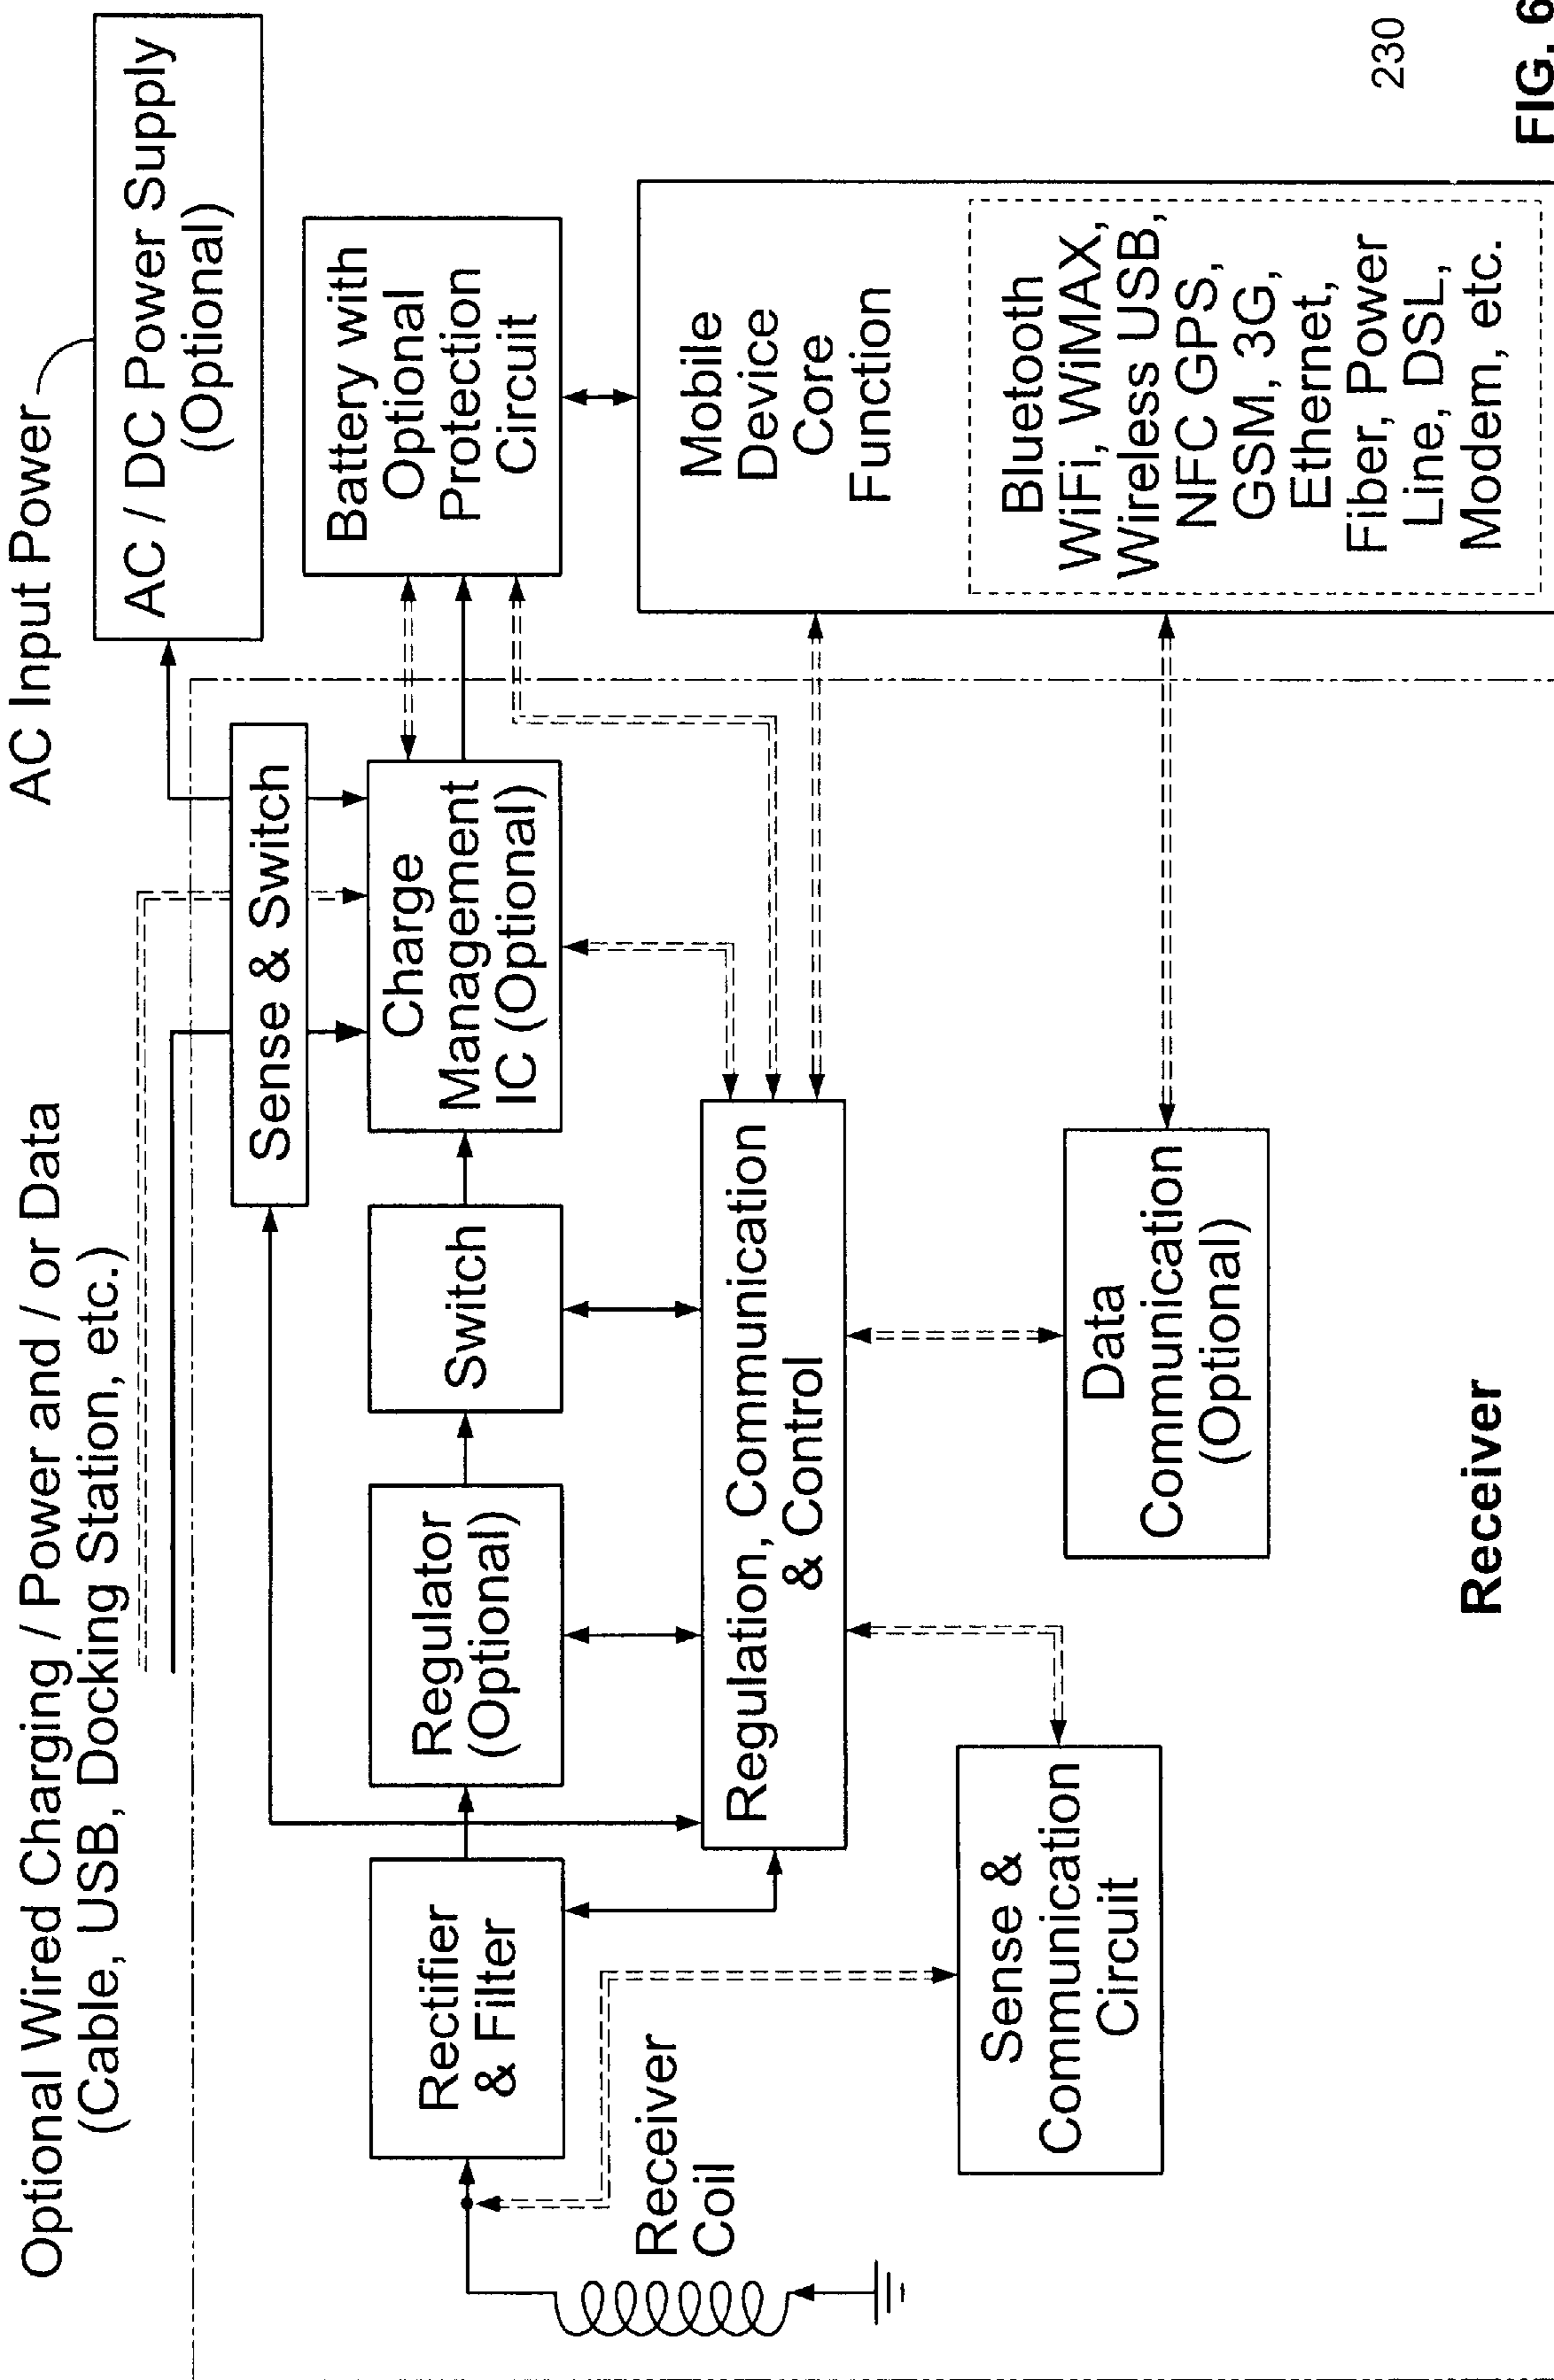 Optional Wired Charging / Power and / or Data
(Cable, USB, Docking Station, etc.)
AC Input Power
AC / DC Power Supply
(Optional)
Sense & Switch
Rectifier
& Filter
Regulator
(Optional)
Switch
Charge
Management
IC (Optional)
Battery with
Optional
Protection
Circuit
Receiver
Coil
Regulation, Communication
& Control
Mobile
Device
Core
Function
Sense &
Communication
Circuit
Data
Communication
(Optional)
Bluetooth
WiFi, WiMAX,
Wireless USB,
NFC GPS,
GSM, 3G,
Ethernet,
Fiber, Power
Line, DSL,
Modem, etc.
230
Receiver
FIG. 6